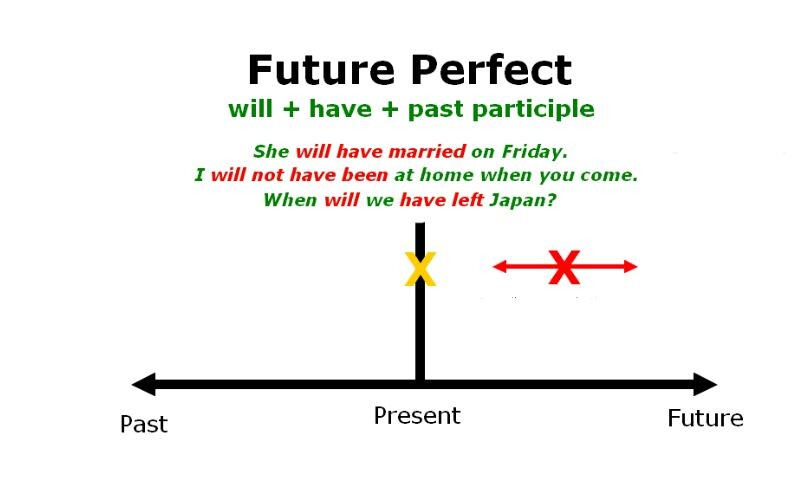 Future Perfect
will + have + past participle
She will have married on Friday.
I will not have been at home when you come.
When will we have left Japan?
X X
Past Present Future